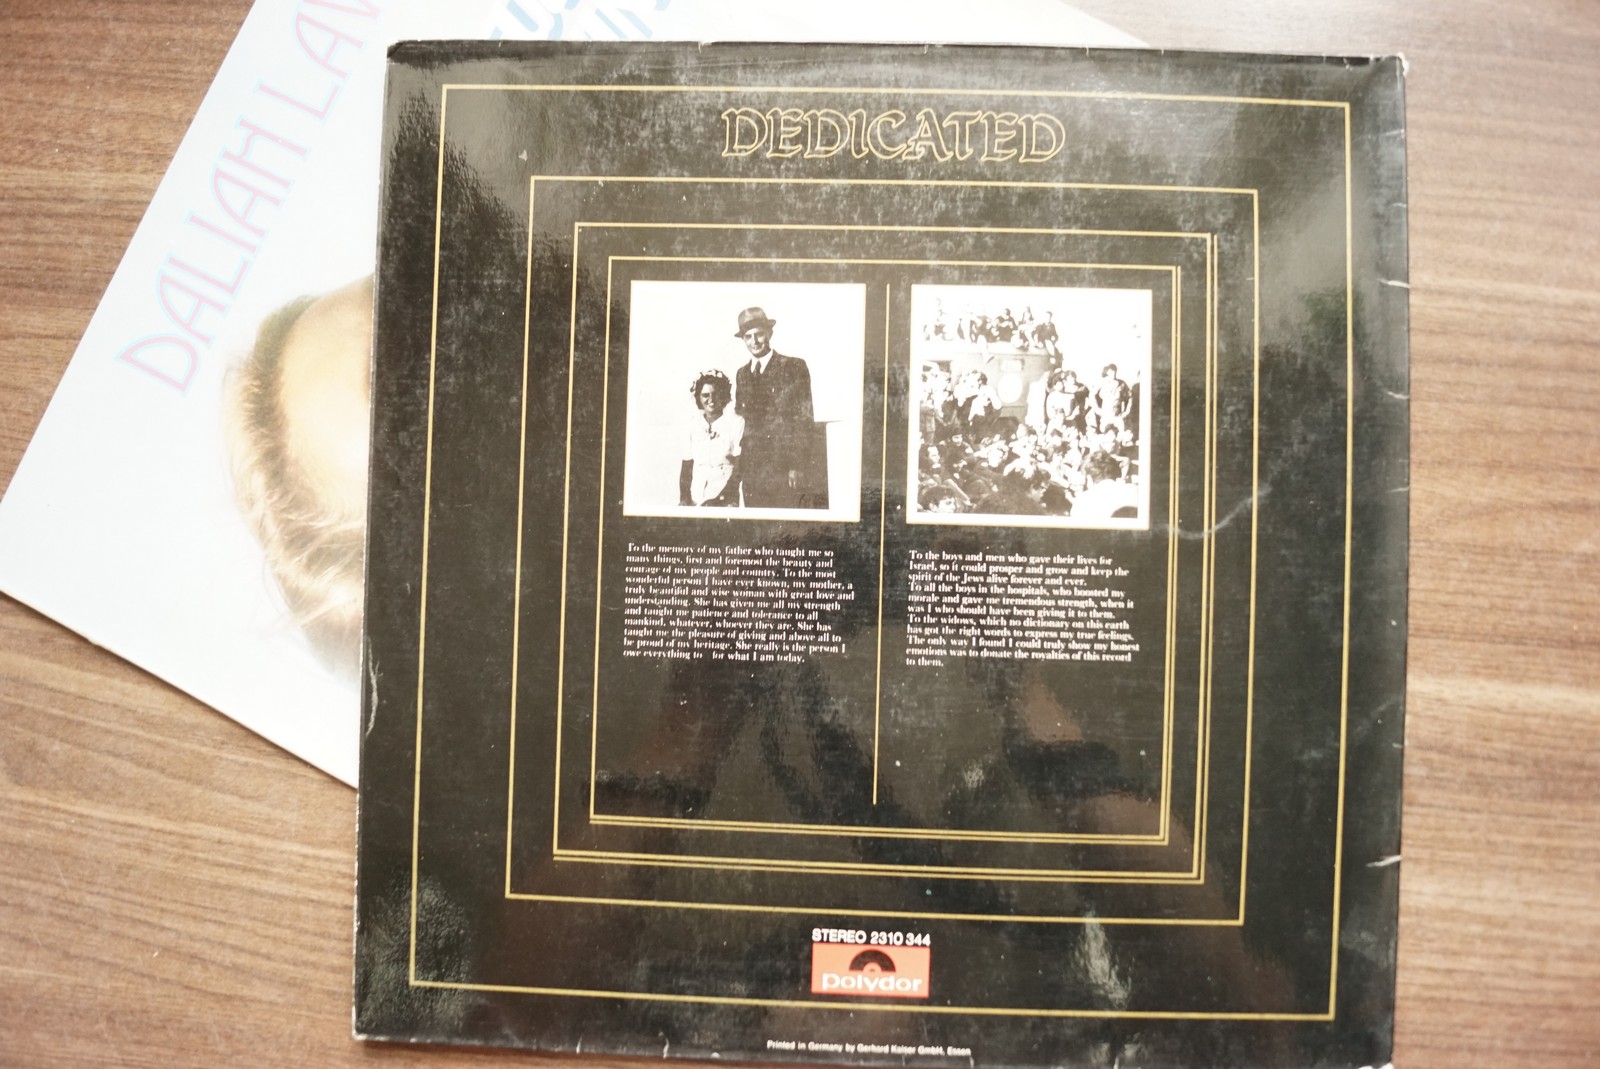 DALIAH LAV
DEDICATED
To the memory of my father who taught me so
many things, first and foremost the beauty and
courage of my people and country. To the most
wonderful person I have ever known, my mother, a
truly beautiful and wise woman with great love and
understanding. She has given me all my strength
and taught me patience and tolerance to all
mankind, whatever, whoever they are. She has
taught me the pleasure of giving and above all to
be proud of my heritage. She really is the person I
owe everything to for what I am today.
To the boys and men who gave their lives for
Israel, so it could prosper and grow and keep the
spirit of the Jews alive forever and ever.
To all the boys in the hospitals, who boosted my
morale and gave me tremendous strength, when it
was I who should have been giving it to them.
To the widows, which no dictionary on this earth
has got the right words to express my true feelings.
The only way I found I could truly show my honest
emotions was to donate the royalties of this record
to them.
STEREO 2310 344
polydor
Printed in Germany by Gerhard Kaiser GmbH, Essen